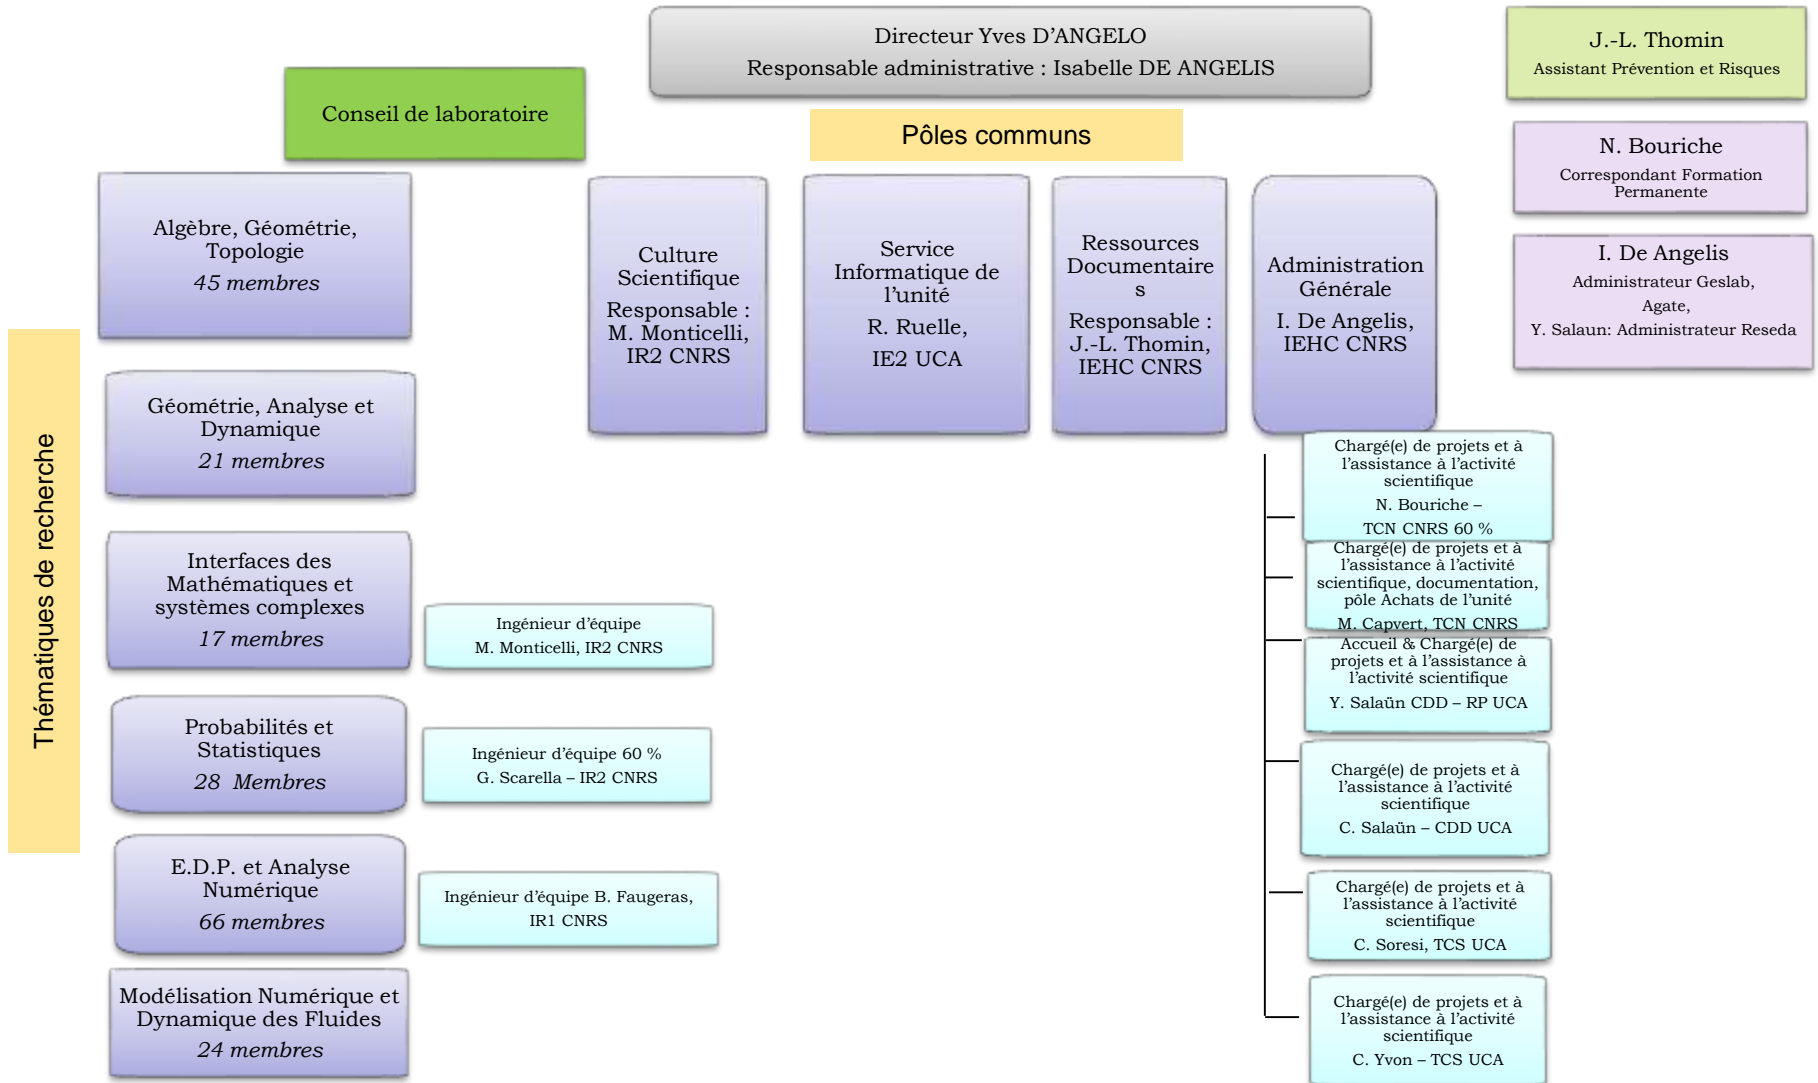 Directeur Yves D’ANGELO
Responsable administrative : Isabelle DE ANGELIS
J.-L. Thomin
Assistant Prévention et Risques
Conseil de laboratoire
Pôles communs
N. Bouriche
Correspondant Formation
Permanente
I. De Angelis
Administrateur Geslab,
Agate,
Y. Salaun: Administrateur Reseda
Thématiques de recherche
Algèbre, Géométrie,
Topologie
45 membres
Géométrie, Analyse et
Dynamique
21 membres
Interfaces des
Mathématiques et
systèmes complexes
17 membres
Ingénieur d’équipe
M. Monticelli, IR2 CNRS
Probabilités et
Statistiques
28 Membres
Ingénieur d’équipe 60 %
G. Scarella – IR2 CNRS
E.D.P. et Analyse
Numérique
66 membres
Ingénieur d’équipe B. Faugeras,
IR1 CNRS
Modélisation Numérique et
Dynamique des Fluides
24 membres
Culture
Scientifique
Responsable :
M. Monticelli,
IR2 CNRS
Service
Informatique de
l’unité
R. Ruelle,
IE2 UCA
Ressources
Documentaire
s
Responsable :
J.-L. Thomin,
IEHC CNRS
Administration
Générale
I. De Angelis,
IEHC CNRS
Chargé(e) de projets et à
l’assistance à l’activité
scientifique
N. Bouriche –
TCN CNRS 60 %
Chargé(e) de projets et à
l’assistance à l’activité
scientifique, documentation,
pôle Achats de l’unité
M. Capvert, TCN CNRS
Accueil & Chargé(e) de
projets et à l’assistance à
l’activité scientifique
Y. Salaün CDD – RP UCA
Chargé(e) de projets et à
l’assistance à l’activité
scientifique
C. Salaün – CDD UCA
Chargé(e) de projets et à
l’assistance à l’activité
scientifique
C. Soresi, TCS UCA
Chargé(e) de projets et à
l’assistance à l’activité
scientifique
C. Yvon – TCS UCA